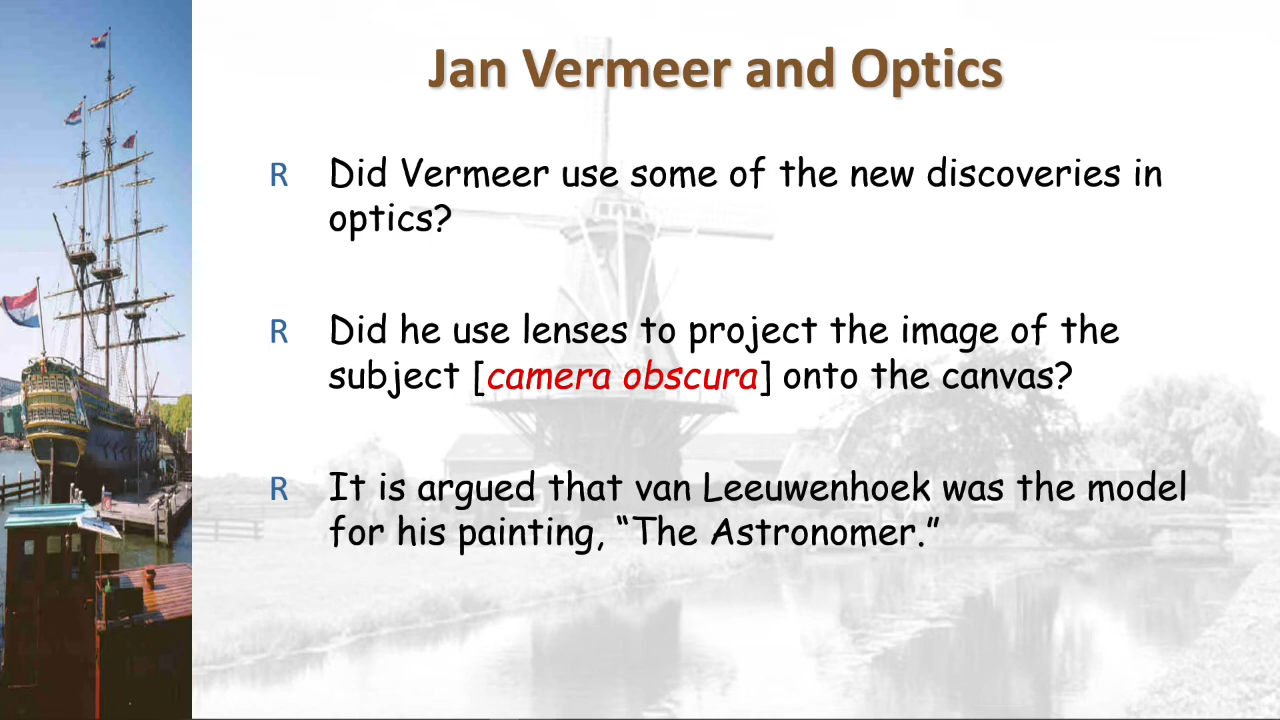 Jan Vermeer and Optics
R Did Vermeer use some of the new discoveries in
optics?
R Did he use lenses to project the image of the
subject [camera obscura] onto the canvas?
R It is argued that van Leeuwenhoek was the model
for his painting, “The Astronomer.”